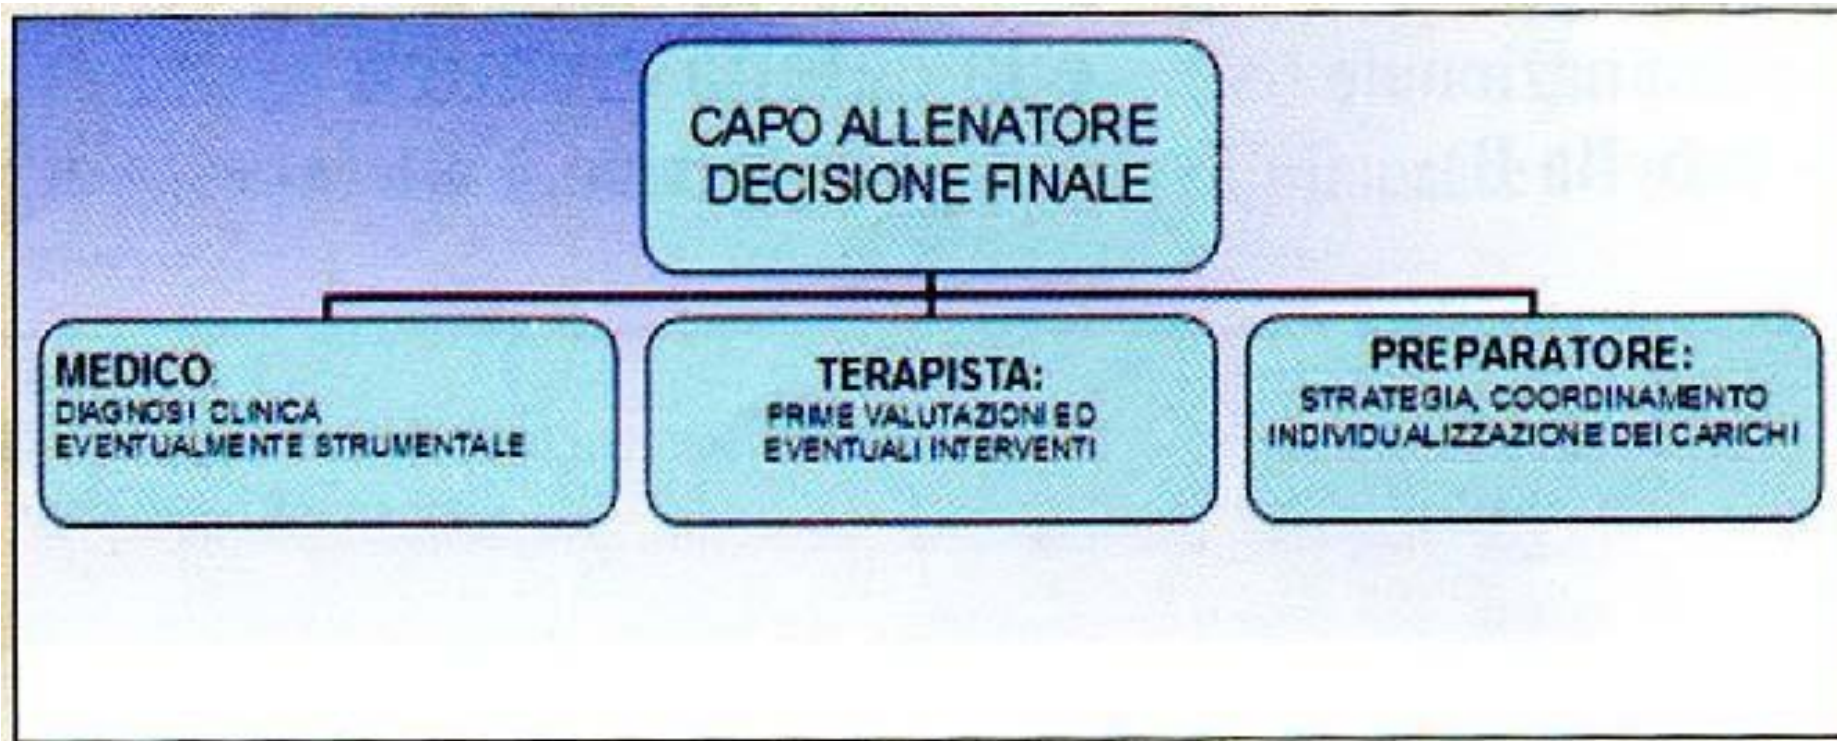 CAPO ALLENATORE
DECISIONE FINALE
MEDICO:
DIAGNOSI CLINICA
EVENTUALMENTE STRUMENTALE
TERAPISTA:
PRIME VALUTAZIONI ED
EVENTUALI INTERVENTI
PREPARATORE:
STRATEGIA, COORDINAMENTO
INDIVIDUALIZZAZIONE DEI CARICHI